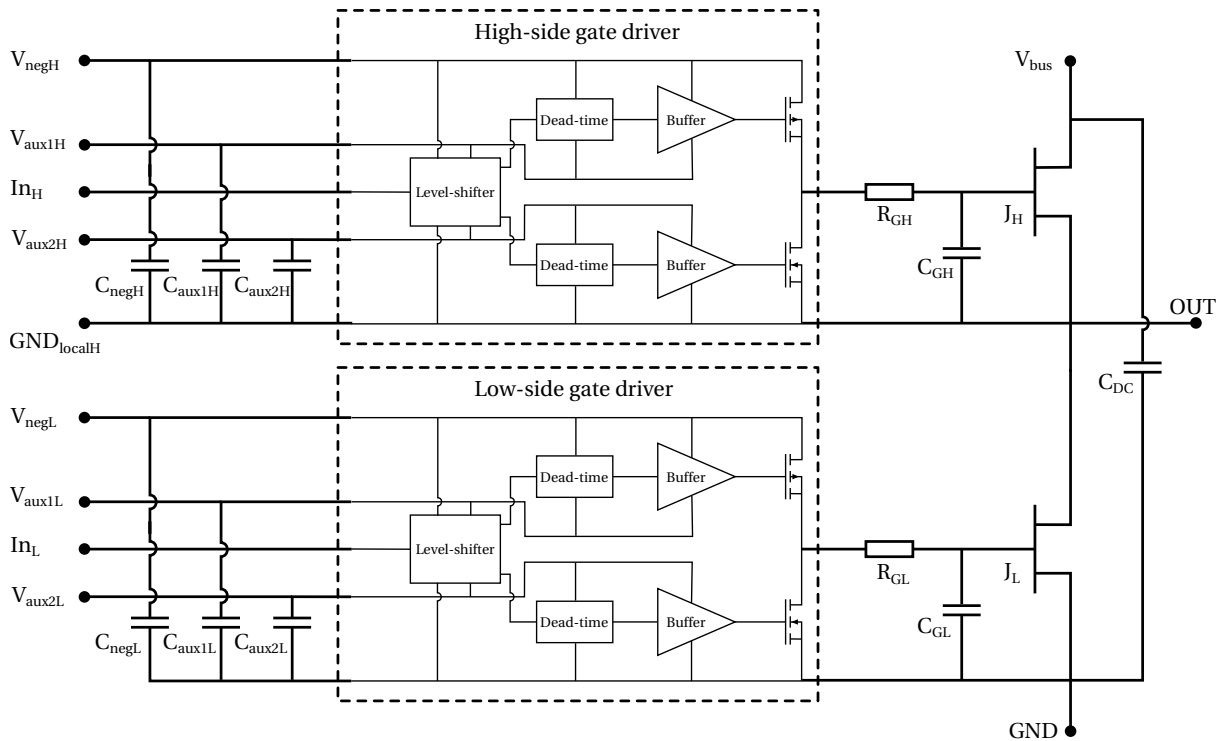 High-side gate driver
V_negH
V_bus
Dead-time
Buffer
V_aux1H
In_H
Level-shifter
R_GH
J_H
V_aux2H
Dead-time
Buffer
C_GH
C_negH
C_aux1H
C_aux2H
OUT
GND_localH
Low-side gate driver
C_DC
V_negL
Dead-time
Buffer
V_aux1L
In_L
Level-shifter
R_GL
J_L
V_aux2L
Dead-time
Buffer
C_GL
C_negL
C_aux1L
C_aux2L
GND